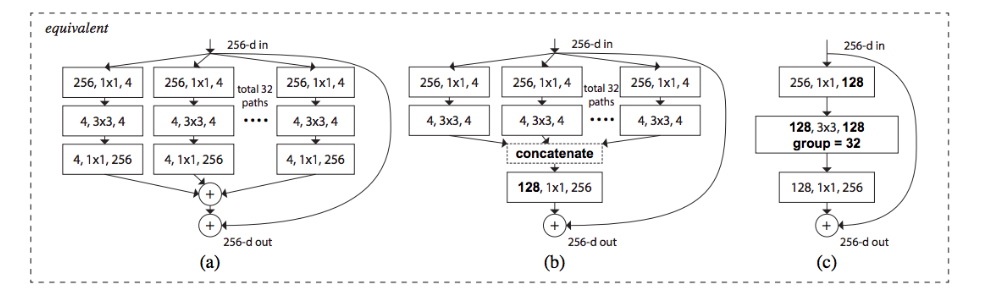 equivalent
256-d in
256, 1x1, 4
256, 1x1, 4
256, 1x1, 4
total 32
paths
4, 3x3, 4
4, 3x3, 4
....
4, 3x3, 4
4, 1x1, 256
4, 1x1, 256
4, 1x1, 256
+
+
256-d out
(a)
256-d in
256, 1x1, 4
256, 1x1, 4
256, 1x1, 4
total 32
paths
4, 3x3, 4
4, 3x3, 4
....
4, 3x3, 4
concatenate
128, 1x1, 256
+
256-d out
(b)
256-d in
256, 1x1, 128
128, 3x3, 128
group = 32
128, 1x1, 256
+
256-d out
(c)